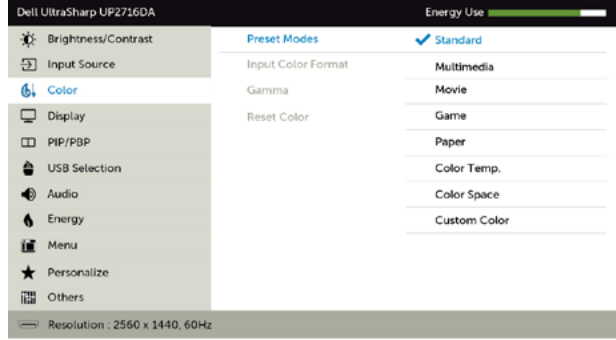 Dell UltraSharp UP2716DA Energy Use
Brightness/Contrast Preset Modes Standard
Input Source Input Color Format Multimedia
Color Gamma Movie
Display Reset Color Game
PIP/PBP Paper
USB Selection Color Temp.
Audio Color Space
Energy Custom Color
Menu
Personalize
Others
Resolution : 2560 x 1440, 60Hz